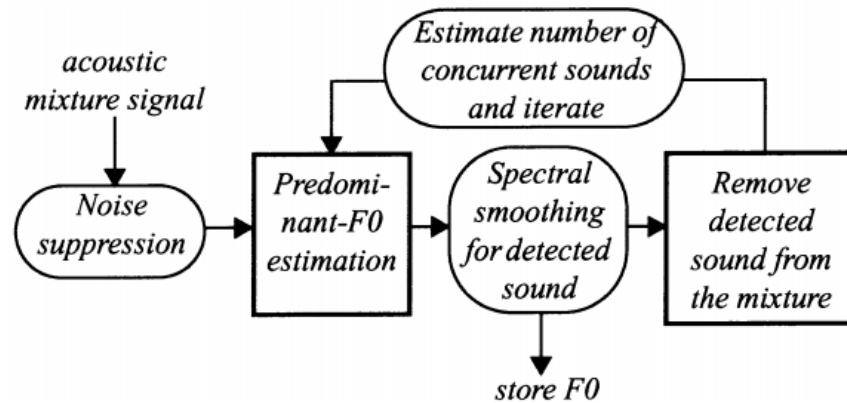 acoustic
mixture signal
Noise
suppression
Predomi-
nant-F0
estimation
Spectral
smoothing
for detected
sound
store F0
Remove
detected
sound from
the mixture
Estimate number of
concurrent sounds
and iterate